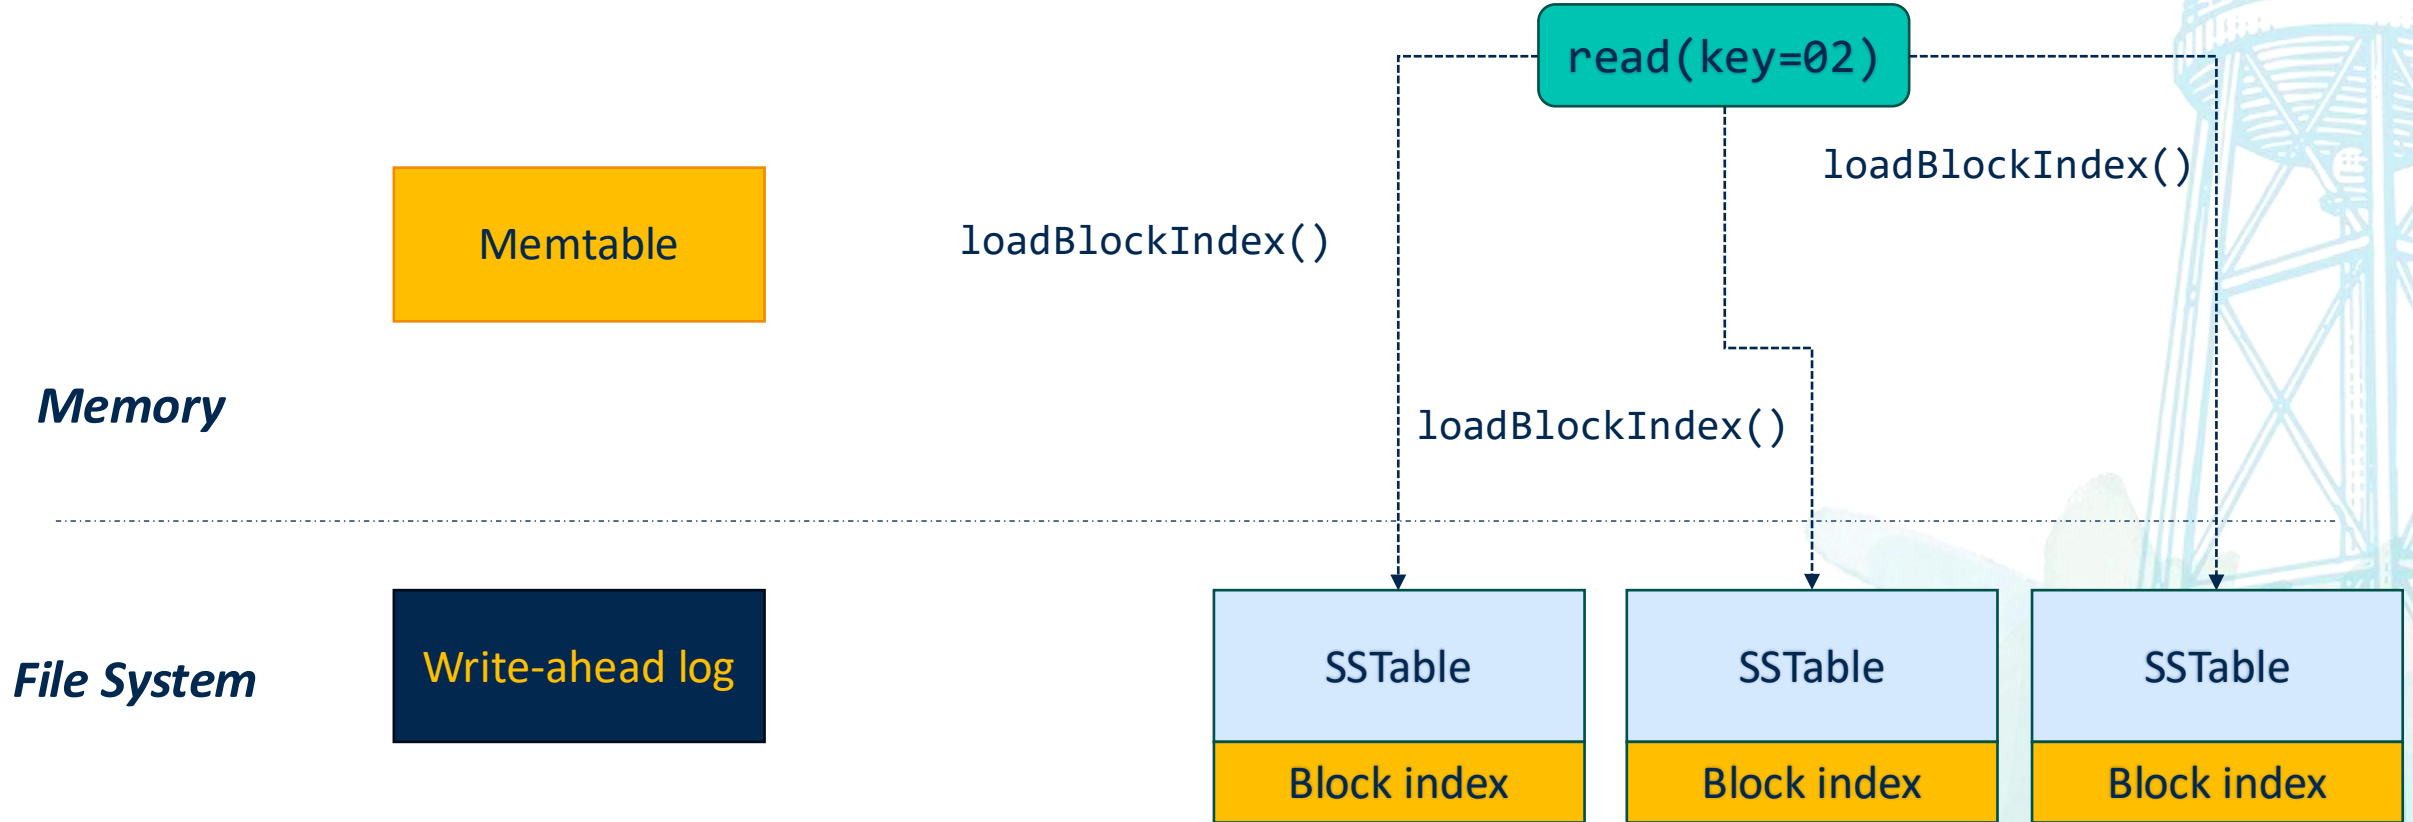 read(key=02)
loadBlockIndex()
Memtable
loadBlockIndex()
Memory
loadBlockIndex()
File System
Write-ahead log
SSTable
SSTable
SSTable
Block index
Block index
Block index